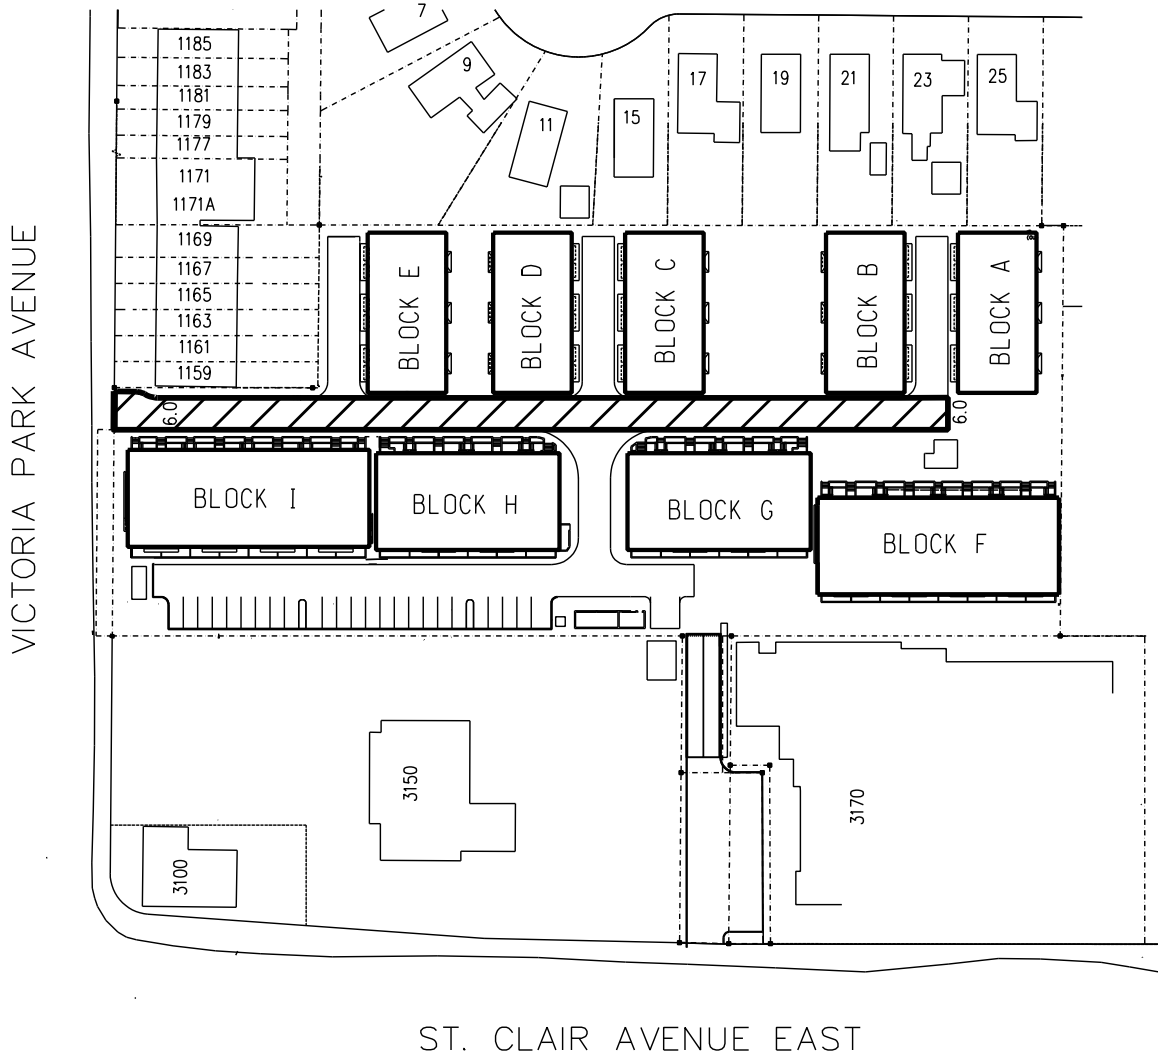 7
1185
9
17
19
21
23
25
1183
1181
15
1179
11
1177
1171
1171A
1169
1167
1165
1163
1161
1159
BLOCK E
BLOCK D
BLOCK C
BLOCK B
BLOCK A
VICTORIA PARK AVENUE
6.0
6.0
BLOCK I
BLOCK H
BLOCK G
BLOCK F
3150
3170
3100
ST. CLAIR AVENUE EAST